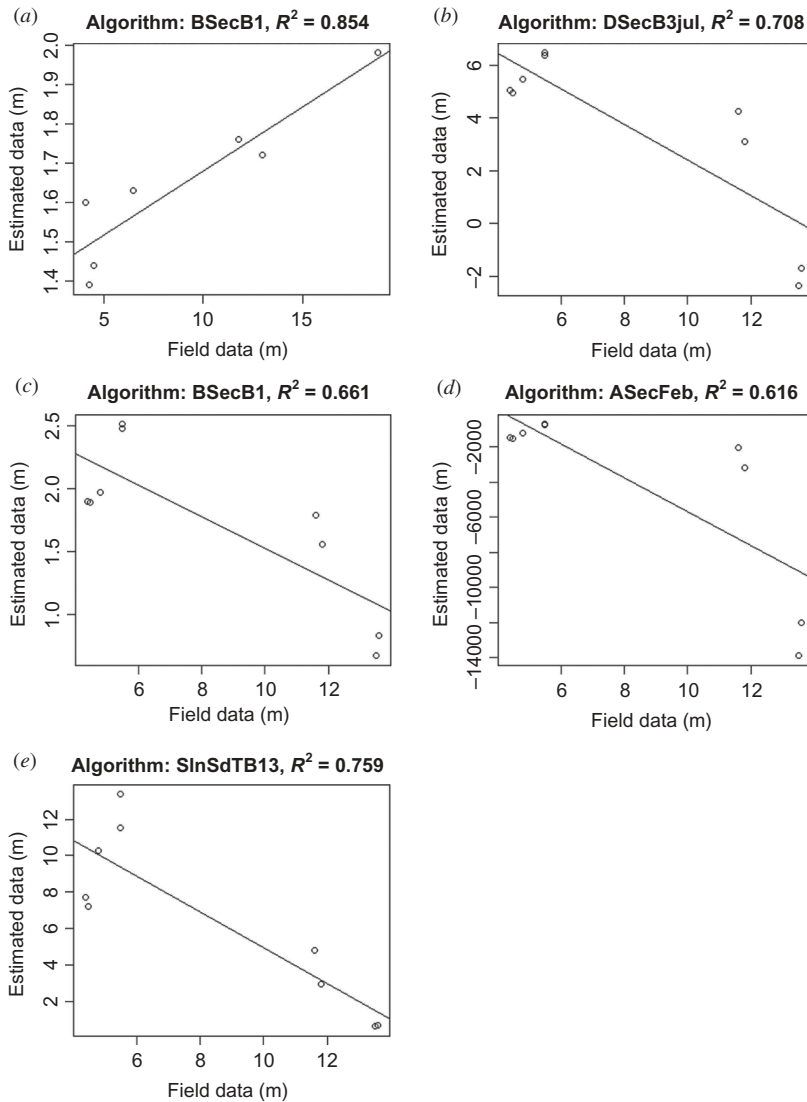 (a) Algorithm: BSecB1, R² = 0.854
Estimated data (m)
2.0
1.9
1.8
1.7
1.6
1.5
1.4
5 10 15
Field data (m)
(b) Algorithm: DSecB3jul, R² = 0.708
Estimated data (m)
6
4
2
0
−2
6 8 10 12
Field data (m)
(c) Algorithm: BSecB1, R² = 0.661
Estimated data (m)
2.5
2.0
1.5
1.0
6 8 10 12
Field data (m)
(d) Algorithm: ASecFeb, R² = 0.616
Estimated data (m)
−2000
−6000
−10000
−14000
6 8 10 12
Field data (m)
(e) Algorithm: SInSdTB13, R² = 0.759
Estimated data (m)
12
10
8
6
4
2
6 8 10 12
Field data (m)